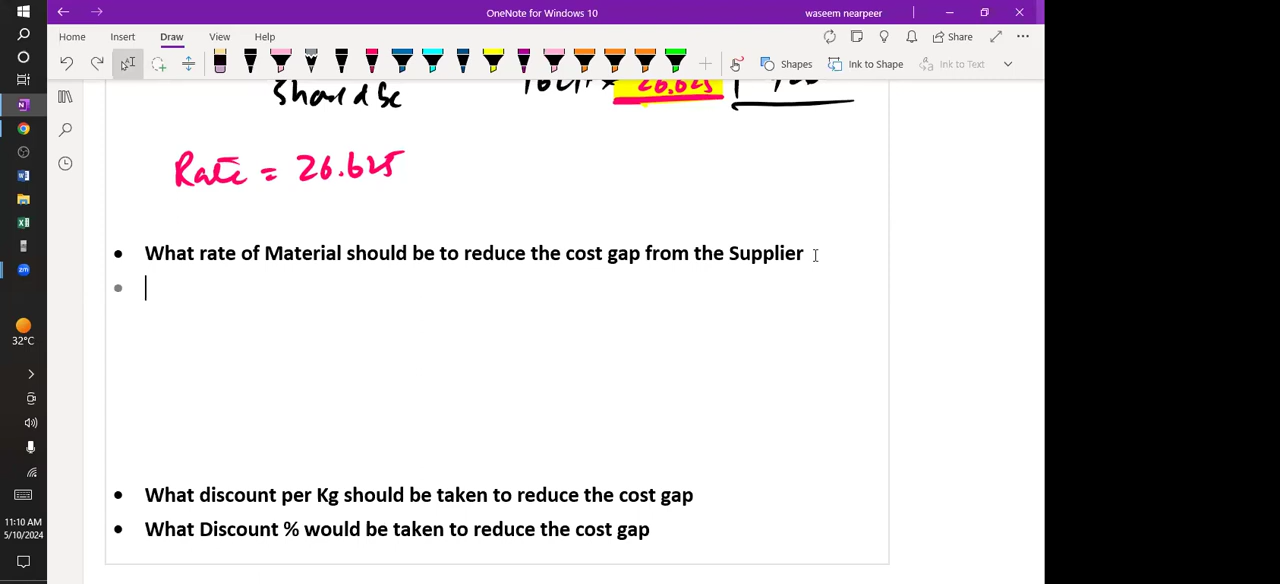 OneNote for Windows 10
waseem nearpeer
Home Insert Draw View Help
Share
Shapes Ink to Shape Ink to Text
Should be
26.625
Rate = 26.625
• What rate of Material should be to reduce the cost gap from the Supplier
•
• What discount per Kg should be taken to reduce the cost gap
• What Discount % would be taken to reduce the cost gap
32°C
11:10 AM
5/10/2024